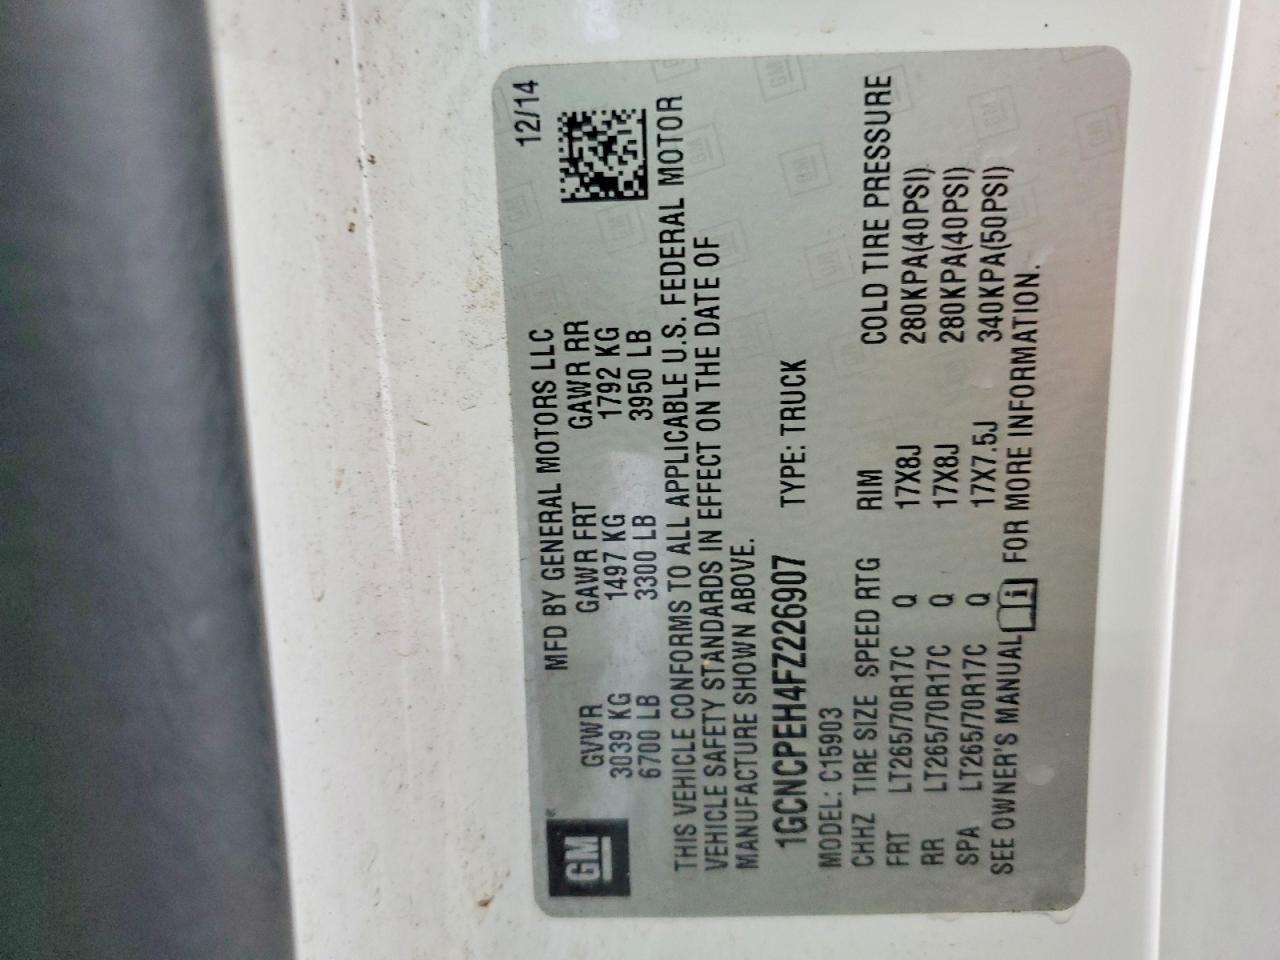 GM
MFD BY GENERAL MOTORS LLC 12/14
GVWR GAWR FRT GAWR RR
3039 KG 1497 KG 1792 KG
6700 LB 3300 LB 3950 LB
THIS VEHICLE CONFORMS TO ALL APPLICABLE U.S. FEDERAL MOTOR
VEHICLE SAFETY STANDARDS IN EFFECT ON THE DATE OF
MANUFACTURE SHOWN ABOVE.
1GCNCPEH4FZ226907 TYPE: TRUCK
MODEL: C15903
CHHZ TIRE SIZE SPEED RTG RIM COLD TIRE PRESSURE
FRT LT265/70R17C Q 17X8J 280KPA(40PSI)
RR LT265/70R17C Q 17X8J 280KPA(40PSI)
SPA LT265/70R17C Q 17X7.5J 340KPA(50PSI)
SEE OWNER'S MANUAL i FOR MORE INFORMATION.